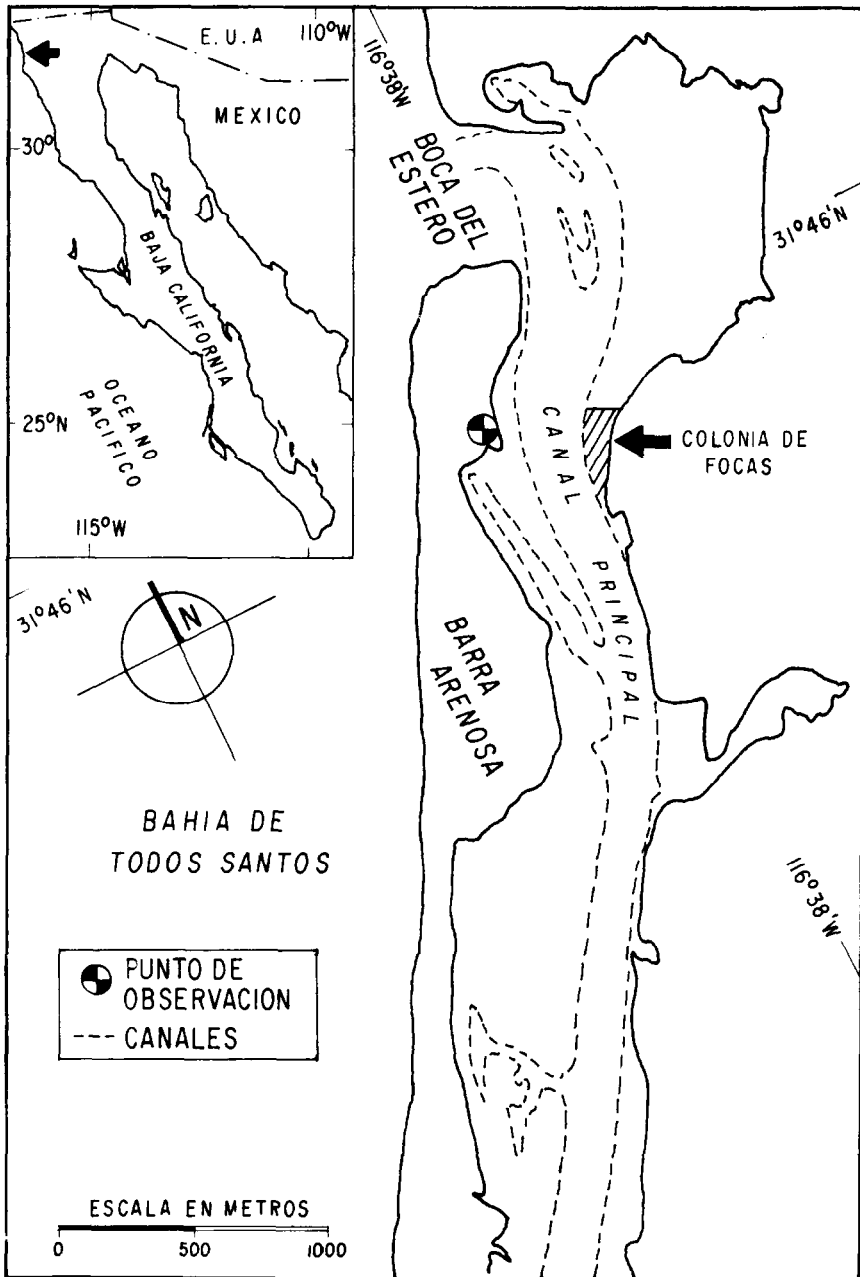 E.U.A
110°W
MEXICO
30°
BAJA CALIFORNIA
OCEANO
PACÍFICO
25°N
115°W
116°38'W
BOCA DEL
ESTERO
31°46'N
CANAL
PRINCIPAL
COLONIA DE
FOCAS
31°46'N
N
BARRA
ARENOSA
BAHIA DE
TODOS SANTOS
116°38'W
PUNTO DE
OBSERVACION
CANALES
ESCALA EN METROS
0 500 1000